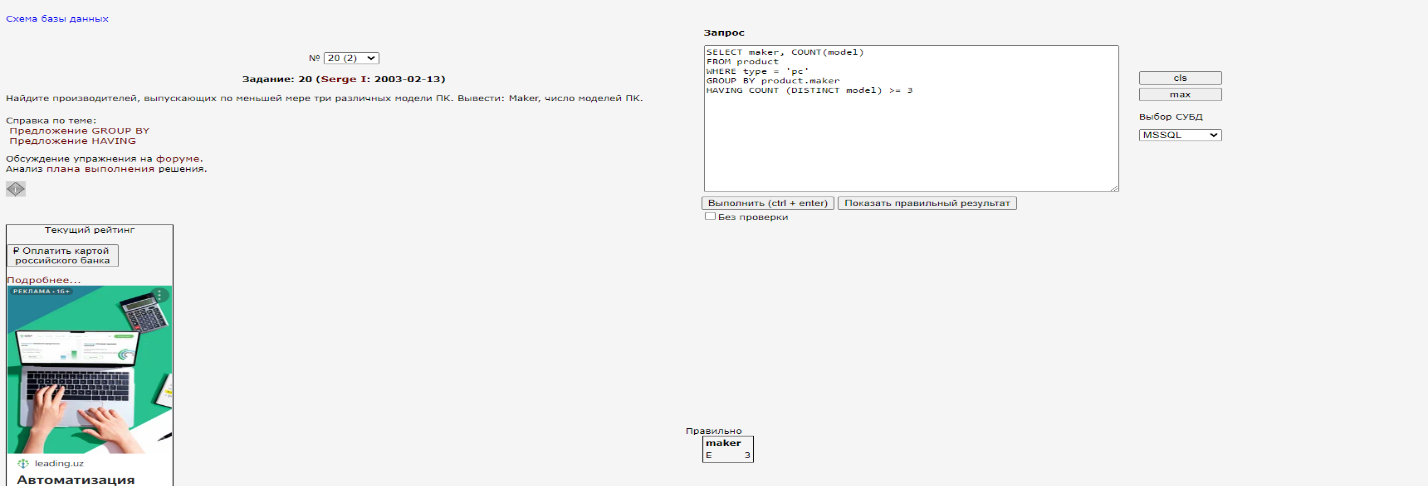 Схема базы данных
№ 20 (2)
Задание: 20 (Serge I: 2003-02-13)
Найдите производителей, выпускающих по меньшей мере три различных модели ПК. Вывести: Maker, число моделей ПК.
Справка по теме:
Предложение GROUP BY
Предложение HAVING
Обсуждение упражнения на форуме.
Анализ плана выполнения решения.
Текущий рейтинг
₽ Оплатить картой
российского банка
Подробнее...
РЕКЛАМА • 16+
leading.uz
Автоматизация
Запрос
SELECT maker, COUNT(model)
FROM product
WHERE type = 'pc'
GROUP BY product.maker
HAVING COUNT (DISTINCT model) >= 3
cls
max
Выбор СУБД
MSSQL
Выполнить (ctrl + enter) Показать правильный результат
Без проверки
Правильно
maker
E 3